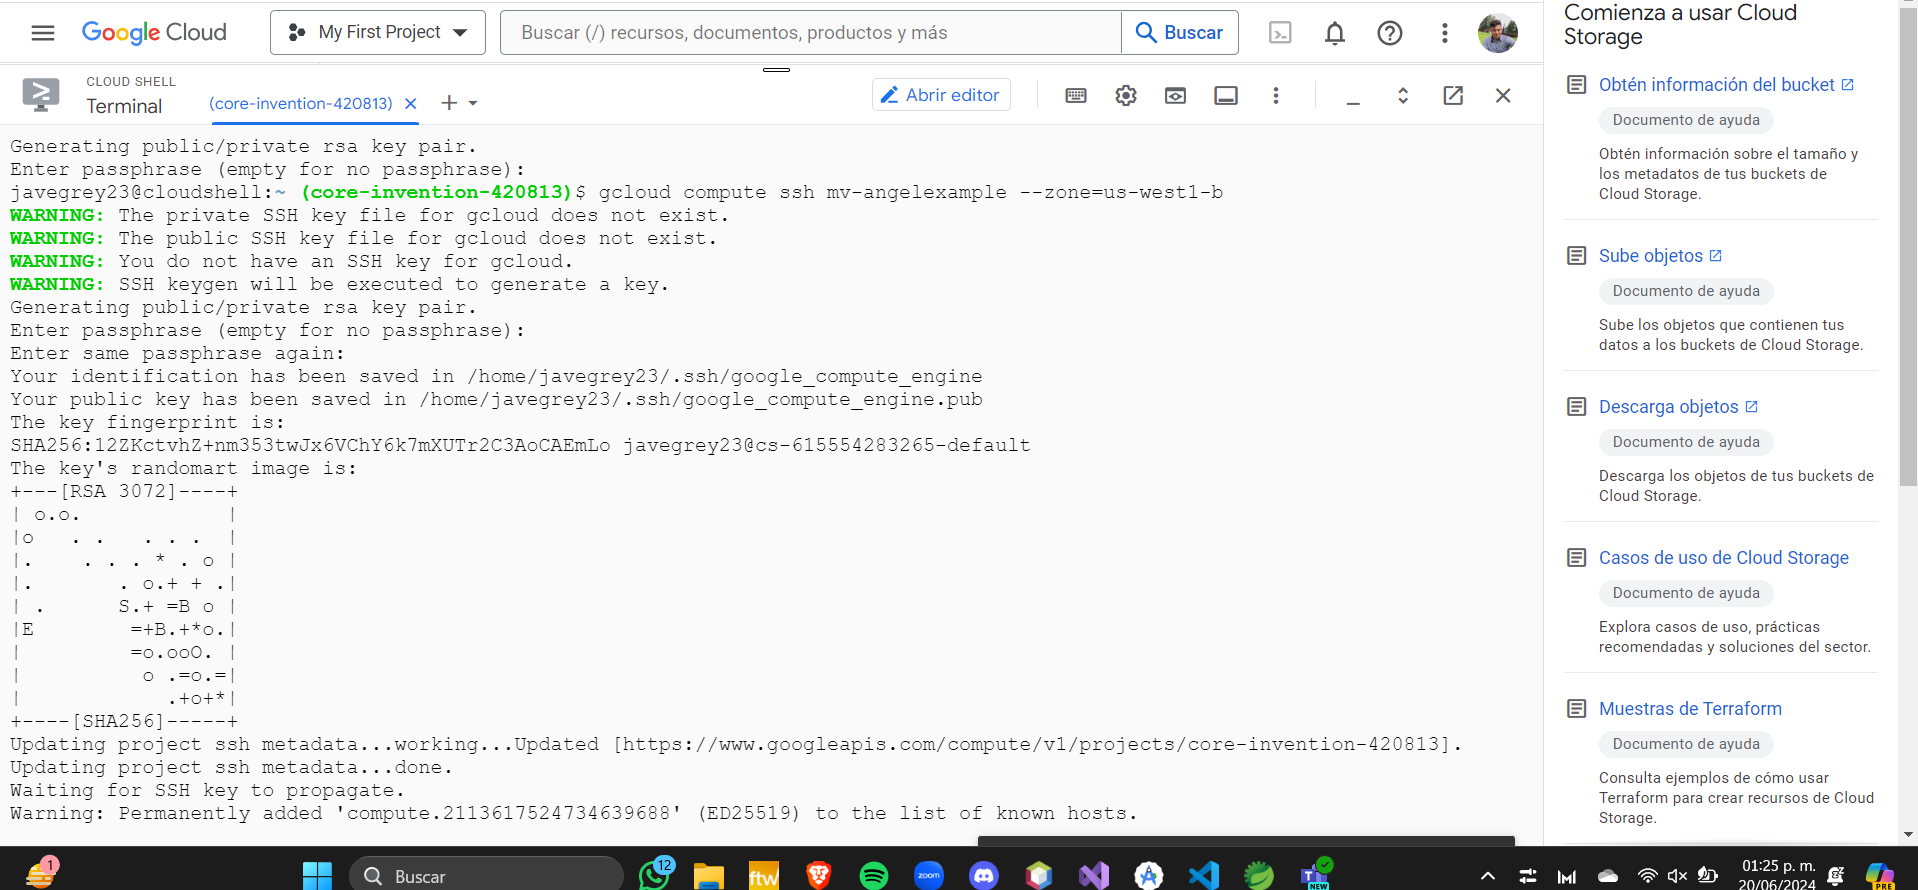 Google Cloud
My First Project
Buscar (/) recursos, documentos, productos y más
Buscar
CLOUD SHELL
Terminal
(core-invention-420813)
Abrir editor
Generating public/private rsa key pair.
Enter passphrase (empty for no passphrase):
javegrey23@cloudshell:~ (core-invention-420813)$ gcloud compute ssh mv-angelexample --zone=us-west1-b
WARNING: The private SSH key file for gcloud does not exist.
WARNING: The public SSH key file for gcloud does not exist.
WARNING: You do not have an SSH key for gcloud.
WARNING: SSH keygen will be executed to generate a key.
Generating public/private rsa key pair.
Enter passphrase (empty for no passphrase):
Enter same passphrase again:
Your identification has been saved in /home/javegrey23/.ssh/google_compute_engine
Your public key has been saved in /home/javegrey23/.ssh/google_compute_engine.pub
The key fingerprint is:
SHA256:12ZKctvhZ+nm353twJx6VChY6k7mXUTr2C3AoCAEmLo javegrey23@cs-615554283265-default
The key's randomart image is:
+---[RSA 3072]----+
| o.o.            |
|o   . .   . . .  |
|.    . . . * . o |
|.       . o.+ + .|
| .      S.+ =B o |
|E        =+B.+*o.|
|         =o.ooO. |
|          o .=o.=|
|            .+o+*|
+----[SHA256]-----+
Updating project ssh metadata...working...Updated [https://www.googleapis.com/compute/v1/projects/core-invention-420813].
Updating project ssh metadata...done.
Waiting for SSH key to propagate.
Warning: Permanently added 'compute.2113617524734639688' (ED25519) to the list of known hosts.
Comienza a usar Cloud
Storage
Obtén información del bucket
Documento de ayuda
Obtén información sobre el tamaño y
los metadatos de tus buckets de
Cloud Storage.
Sube objetos
Documento de ayuda
Sube los objetos que contienen tus
datos a los buckets de Cloud Storage.
Descarga objetos
Documento de ayuda
Descarga los objetos de tus buckets de
Cloud Storage.
Casos de uso de Cloud Storage
Documento de ayuda
Explora casos de uso, prácticas
recomendadas y soluciones del sector.
Muestras de Terraform
Documento de ayuda
Consulta ejemplos de cómo usar
Terraform para crear recursos de Cloud
Storage.
1
Buscar
12
ftw
zoom
NEW
01:25 p. m.
20/06/2024
PRE